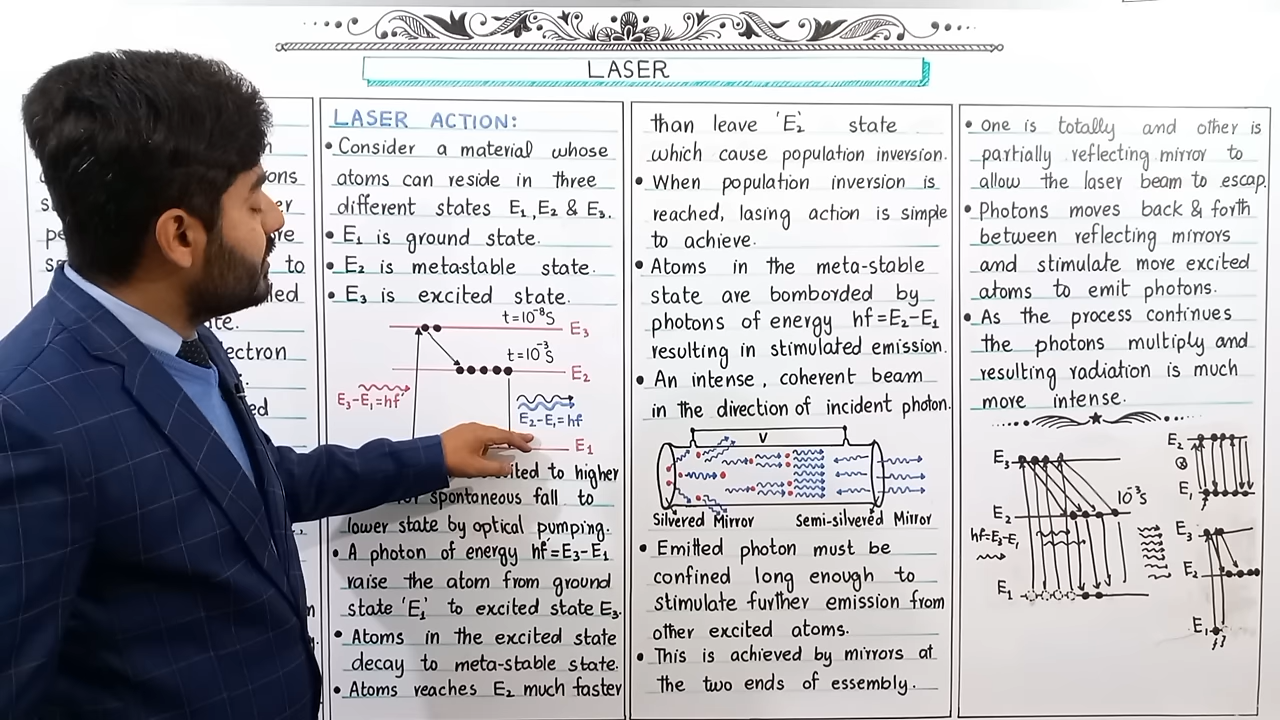 LASER
LASER ACTION:
• Consider a material whose
atoms can reside in three
different states E₁, E₂ & E₃.
• E₁ is ground state.
• E₂ is metastable state.
• E₃ is excited state.
t=10⁻⁸S
E₃
t=10⁻³S
E₂
E₃-E₁=hf
E₂-E₁=hf
E₁
to higher
spontaneous fall to
lower state by optical pumping.
• A photon of energy hf=E₃-E₁
raise the atom from ground
state 'E₁' to excited state E₃.
• Atoms in the excited state
decay to meta-stable state.
• Atoms reaches E₂ much faster
than leave 'E₂' state
which cause population inversion.
• When population inversion is
reached, lasing action is simple
to achieve.
• Atoms in the meta-stable
state are bomborded by
photons of energy hf=E₂-E₁
resulting in stimulated emission.
• An intense, coherent beam
in the direction of incident photon.
V
Silvered Mirror Semi-silvered Mirror
• Emitted photon must be
confined long enough to
stimulate further emission from
other excited atoms.
• This is achieved by mirrors at
the two ends of essembly.
• One is totally and other is
partially reflecting mirror to
allow the laser beam to escap.
• Photons moves back & forth
between reflecting mirrors
and stimulate more excited
atoms to emit photons.
• As the process continues
the photons multiply and
resulting radiation is much
more intense.
E₃
10⁻³S
E₂
hf=E₃-E₁
E₁
E₂
E₁
E₃
E₂
E₁